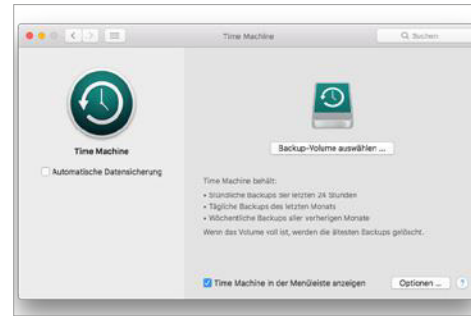 Time Machine
Suchen
Time Machine
Automatische Datensicherung
Backup-Volume auswählen ...
Time Machine behält:
• Stündliche Backups der letzten 24 Stunden
• Tägliche Backups des letzten Monats
• Wöchentliche Backups aller vorherigen Monate
Wenn das Volume voll ist, werden die ältesten Backups gelöscht.
Time Machine in der Menüleiste anzeigen
Optionen ...
?